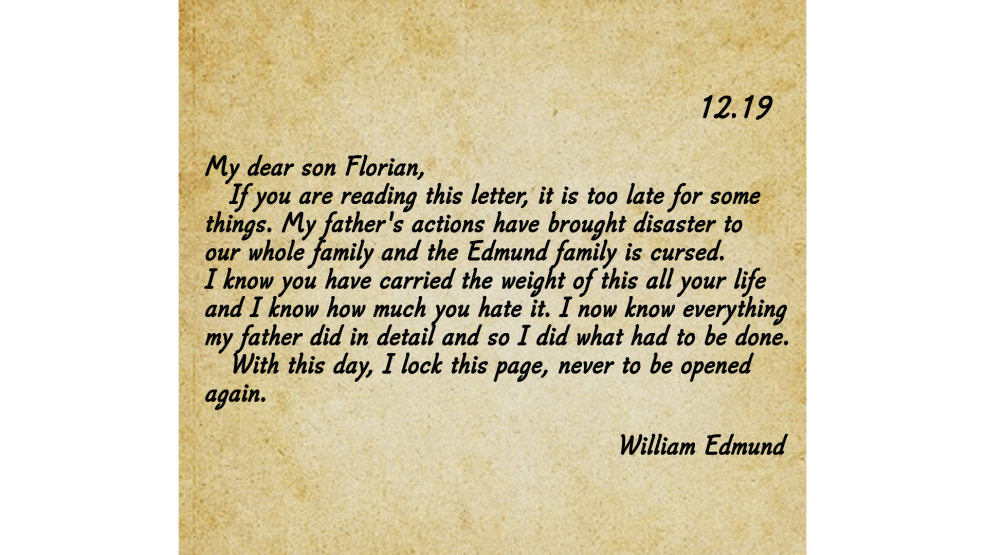 12.19
My dear son Florian,
If you are reading this letter, it is too late for some
things. My father's actions have brought disaster to
our whole family and the Edmund family is cursed.
I know you have carried the weight of this all your life
and I know how much you hate it. I now know everything
my father did in detail and so I did what had to be done.
With this day, I lock this page, never to be opened
again.
William Edmund